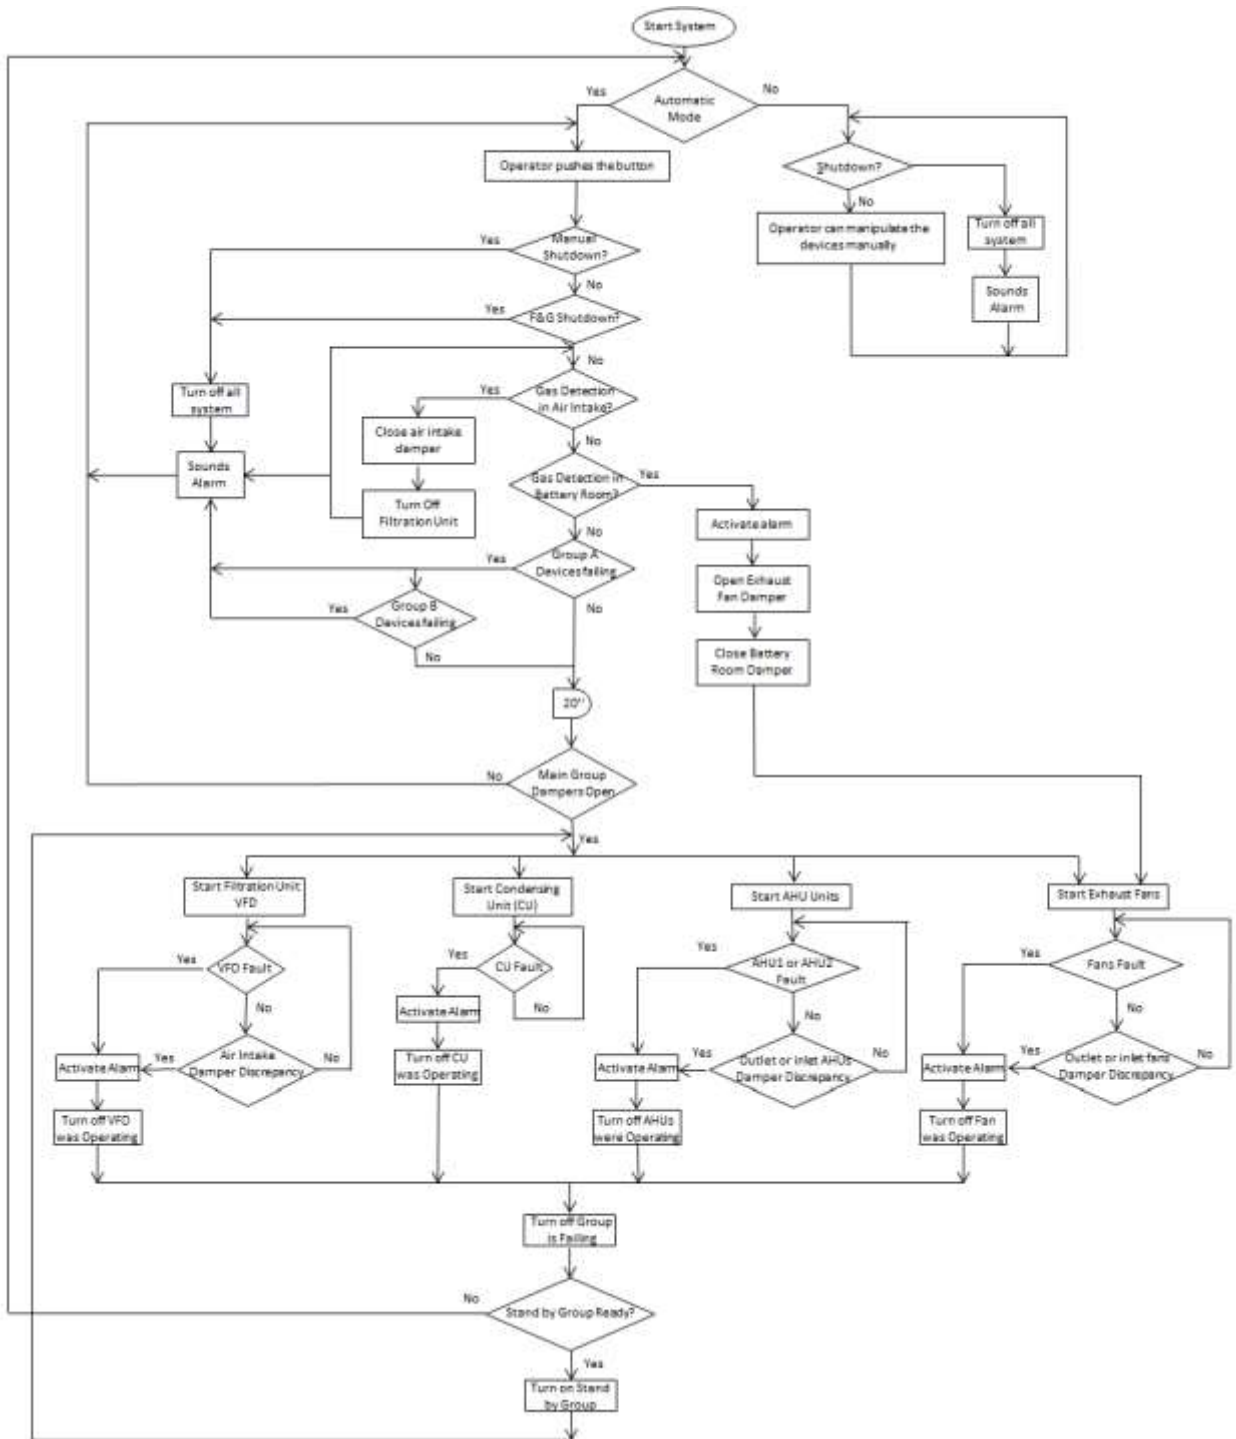 Start System
Yes
No
Automatic
Mode
Operator pushes the button
Shutdown?
No
Operator can manipulate the
devices manually
Turn off all
system
Sounds
Alarm
Yes
Manual
Shutdown?
No
Yes
F&G Shutdown?
No
Turn off all
system
Yes
Gas Detection
in Air Intake?
Close air intake
damper
No
Sounds
Alarm
Turn Off
Filtration Unit
Gas Detection in
Battery Room?
Yes
No
Activate alarm
Yes
Group A
Devices failing
Open Exhaust
Fan Damper
Yes
Group B
Devices failing
No
No
Close Battery
Room Damper
20"
No
Main Group
Dampers Open
Yes
Start Filtration Unit
VFD
Start Condensing
Unit (CU)
Start AHU Units
Start Exhaust Fans
Yes
VFD Fault
No
Yes
CU Fault
No
Yes
AHU1 or AHU2
Fault
No
Yes
Fans Fault
No
Activate Alarm
Yes
Air Intake
Damper Discrepancy
No
Activate Alarm
Activate Alarm
Yes
Outlet or inlet AHUs
Damper Discrepancy
No
Activate Alarm
Yes
Outlet or inlet fans
Damper Discrepancy
No
Turn off VFD
was Operating
Turn off CU
was Operating
Turn off AHUs
were Operating
Turn off Fan
was Operating
Turn off Group
is Failing
No
Stand by Group Ready?
Yes
Turn on Stand
by Group